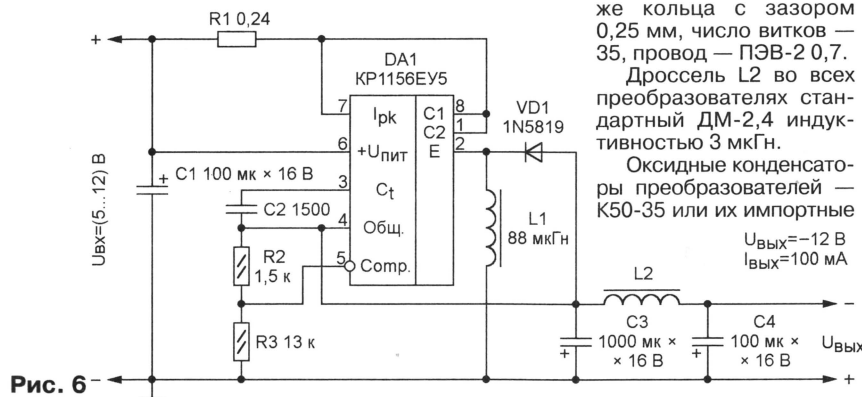 R1 0,24
+
DA1
КР1156ЕУ5
7
Ipk
C1
8
C2
1
VD1
1N5819
6
+Uпит
E
2
C1 100 мк × 16 В
+
3
Ct
C2 1500
4
Общ.
L1
88 мкГн
Uвх=(5...12) В
R2
1,5 к
5
Comp.
R3 13 к
L2
−
C3
1000 мк ×
× 16 В
+
C4
100 мк ×
× 16 В
+
Uвых
Рис. 6
−
+
же кольца с зазором
0,25 мм, число витков —
35, провод — ПЭВ-2 0,7.
Дроссель L2 во всех
преобразователях стан-
дартный ДМ-2,4 индук-
тивностью 3 мкГн.
Оксидные конденсато-
ры преобразователей —
К50-35 или их импортные
Uвых=−12 В
Iвых=100 мА